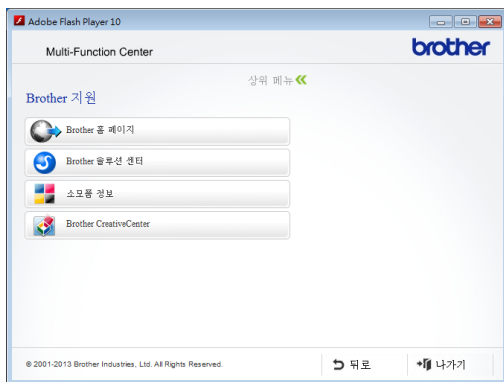 Adobe Flash Player 10
Multi-Function Center
brother
상위 메뉴
Brother 지원
Brother 홈 페이지
Brother 솔루션 센터
소모품 정보
Brother CreativeCenter
© 2001-2013 Brother Industries, Ltd. All Rights Reserved.
뒤로
나가기